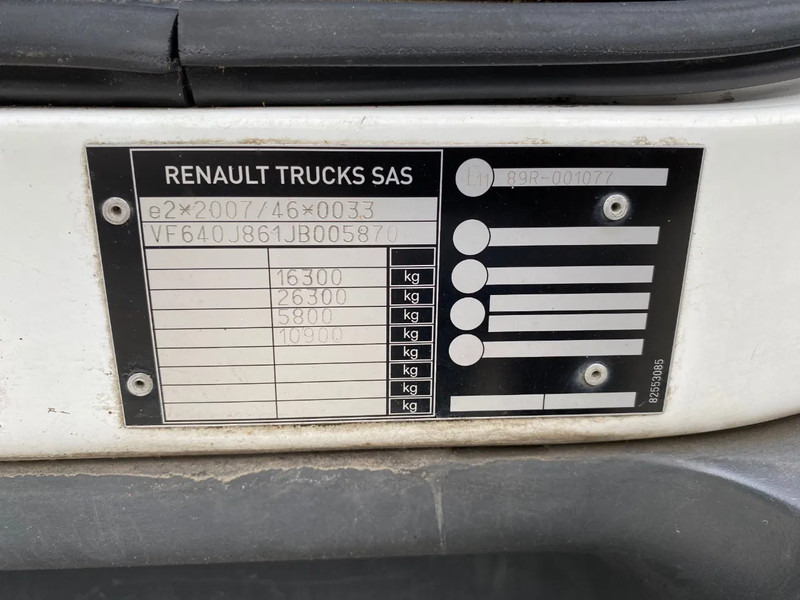 RENAULT TRUCKS SAS
e2*2007/46*0033
VF640J861JB005870
16300 kg
26300 kg
5800 kg
10900 kg
kg
kg
kg
kg
E11 89R-001077
82553085